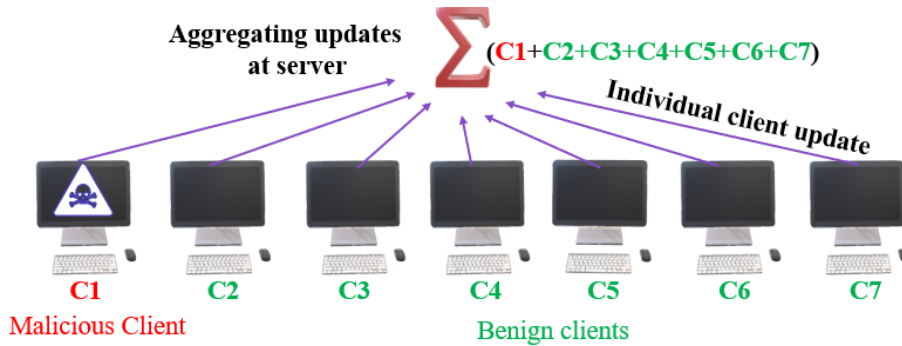 Aggregating updates
at server
∑(C1+C2+C3+C4+C5+C6+C7)
Individual client update
C1
C2
C3
C4
C5
C6
C7
Malicious Client
Benign clients